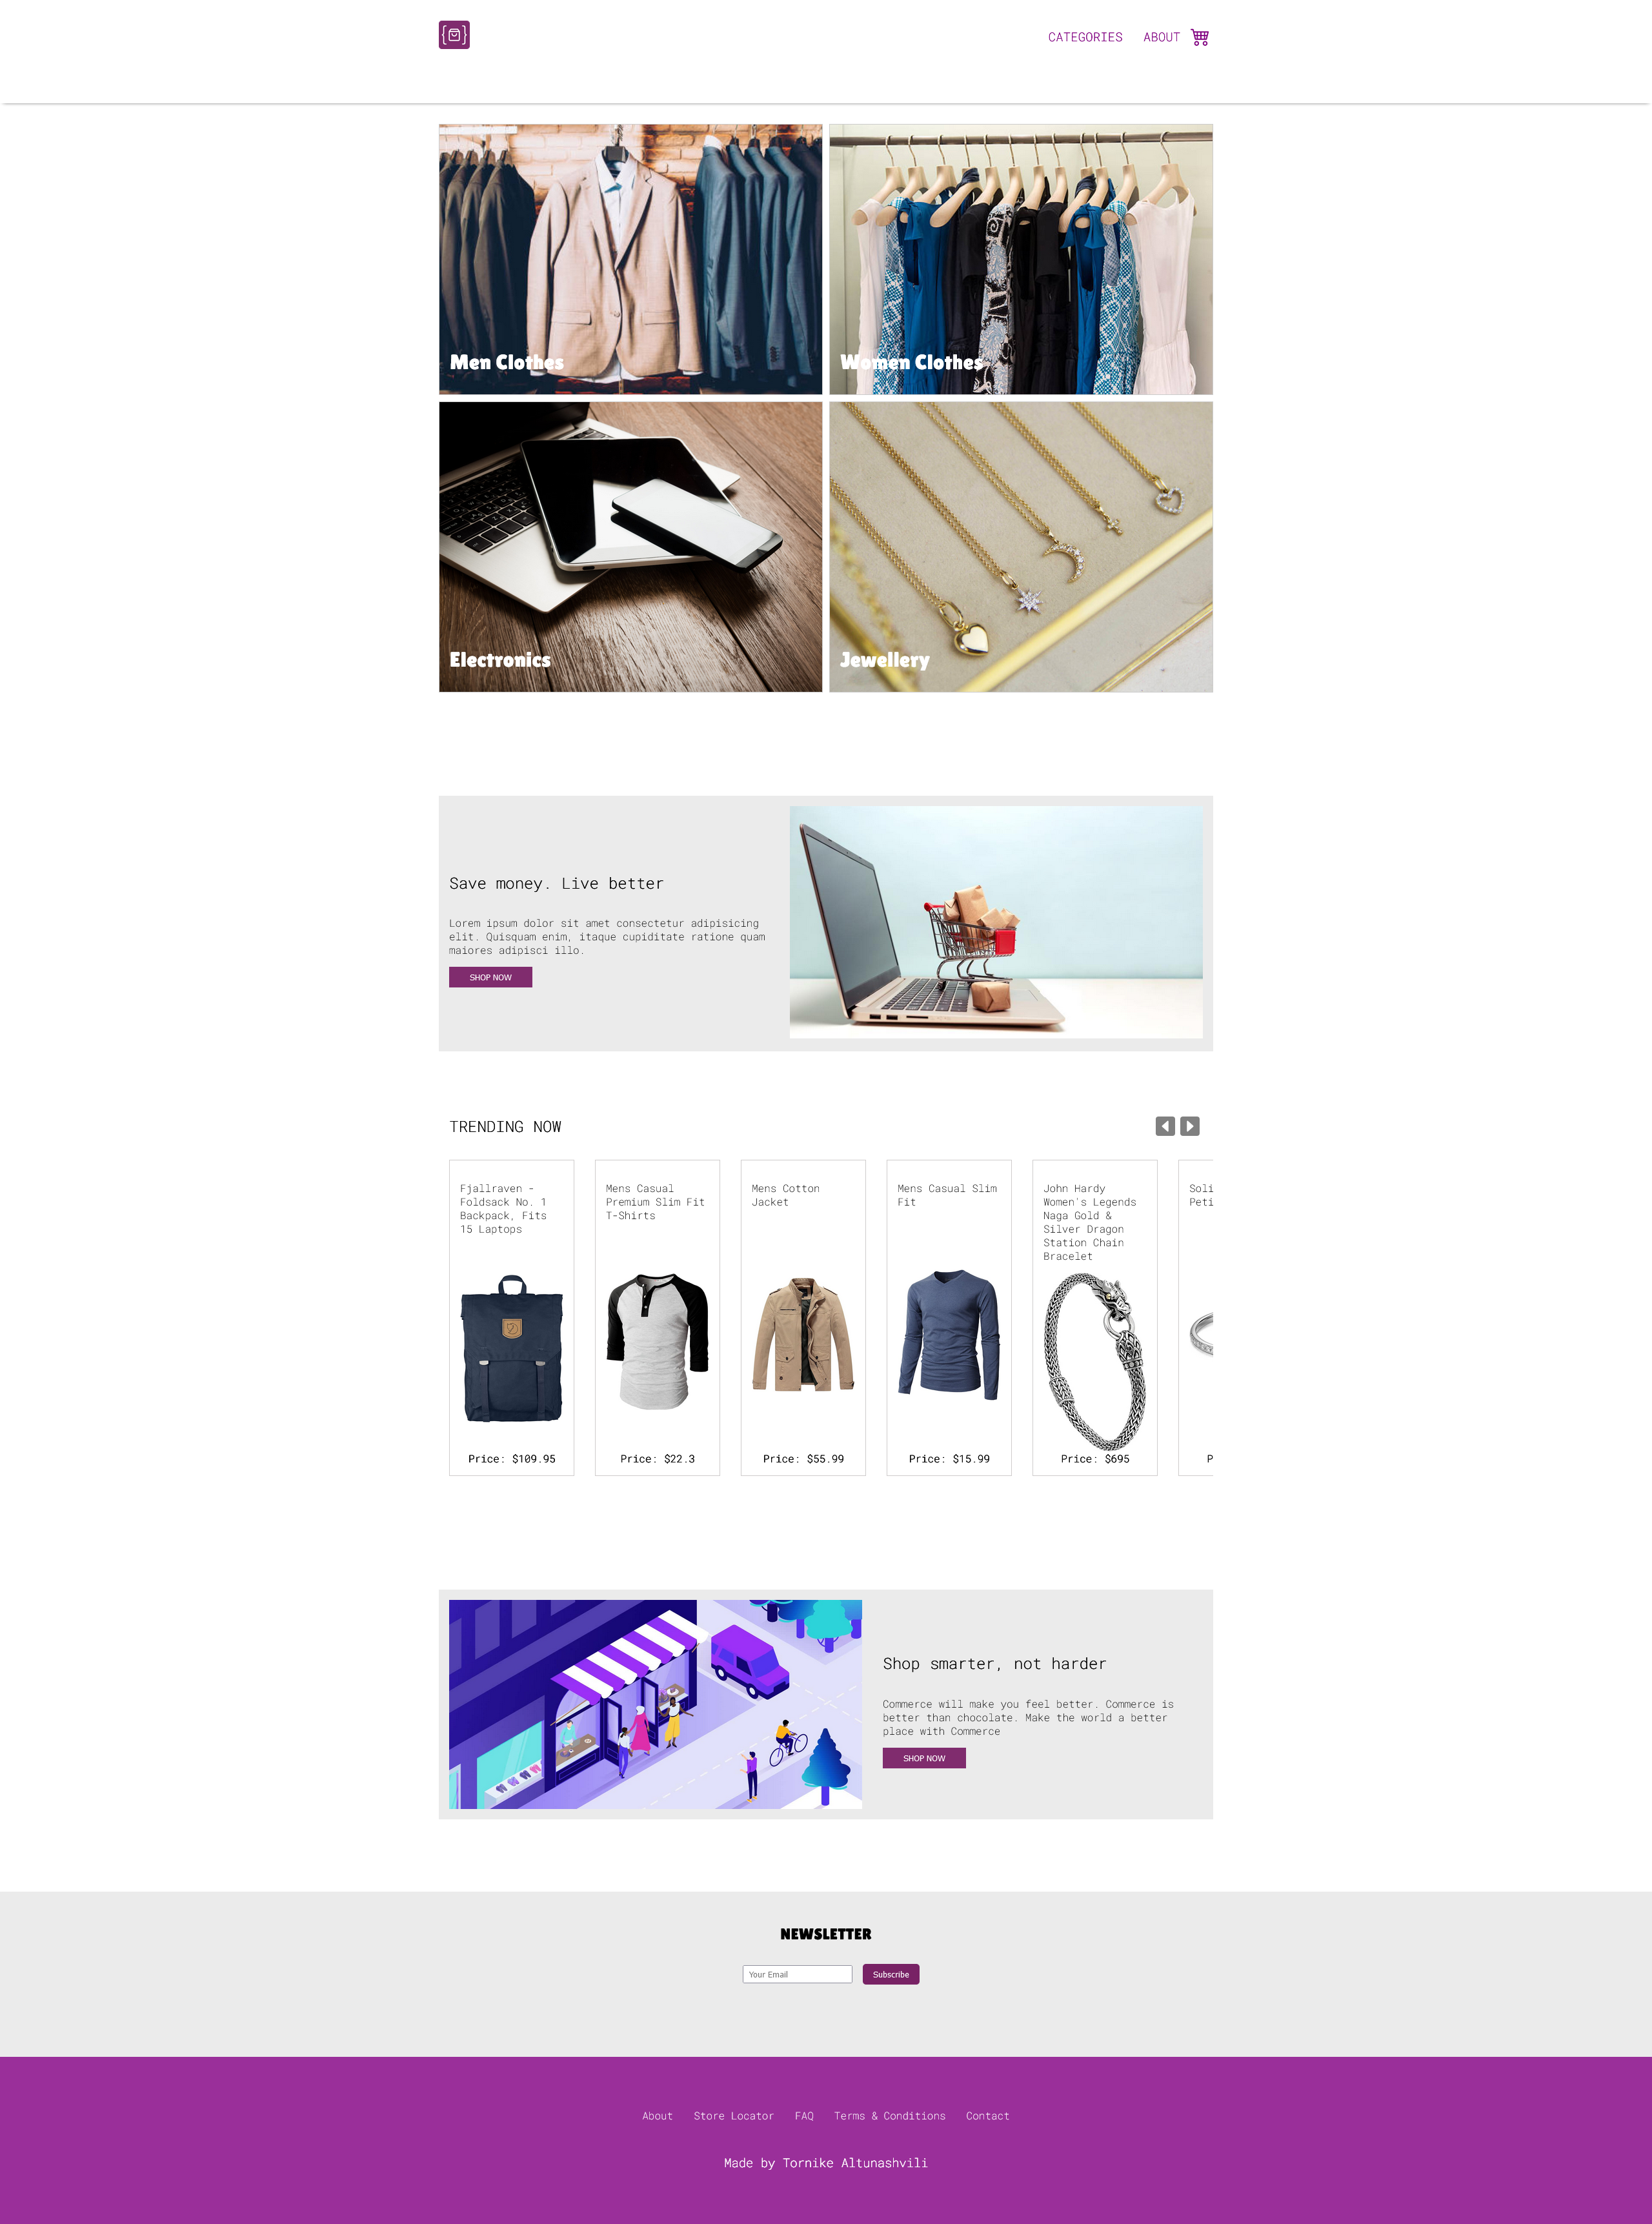 CATEGORIES
ABOUT
Men Clothes
Women Clothes
Electronics
Jewellery
Save money. Live better
Lorem ipsum dolor sit amet consectetur adipisicing
elit. Quisquam enim, itaque cupiditate ratione quam
maiores adipisci illo.
SHOP NOW
TRENDING NOW
Fjallraven -
Foldsack No. 1
Backpack, Fits
15 Laptops
Price: $109.95
Mens Casual
Premium Slim Fit
T-Shirts
Price: $22.3
Mens Cotton
Jacket
Price: $55.99
Mens Casual Slim
Fit
Price: $15.99
John Hardy
Women's Legends
Naga Gold &
Silver Dragon
Station Chain
Bracelet
Price: $695
Soli
Peti
P
Shop smarter, not harder
Commerce will make you feel better. Commerce is
better than chocolate. Make the world a better
place with Commerce
SHOP NOW
NEWSLETTER
Your Email
Subscribe
About
Store Locator
FAQ
Terms & Conditions
Contact
Made by Tornike Altunashvili